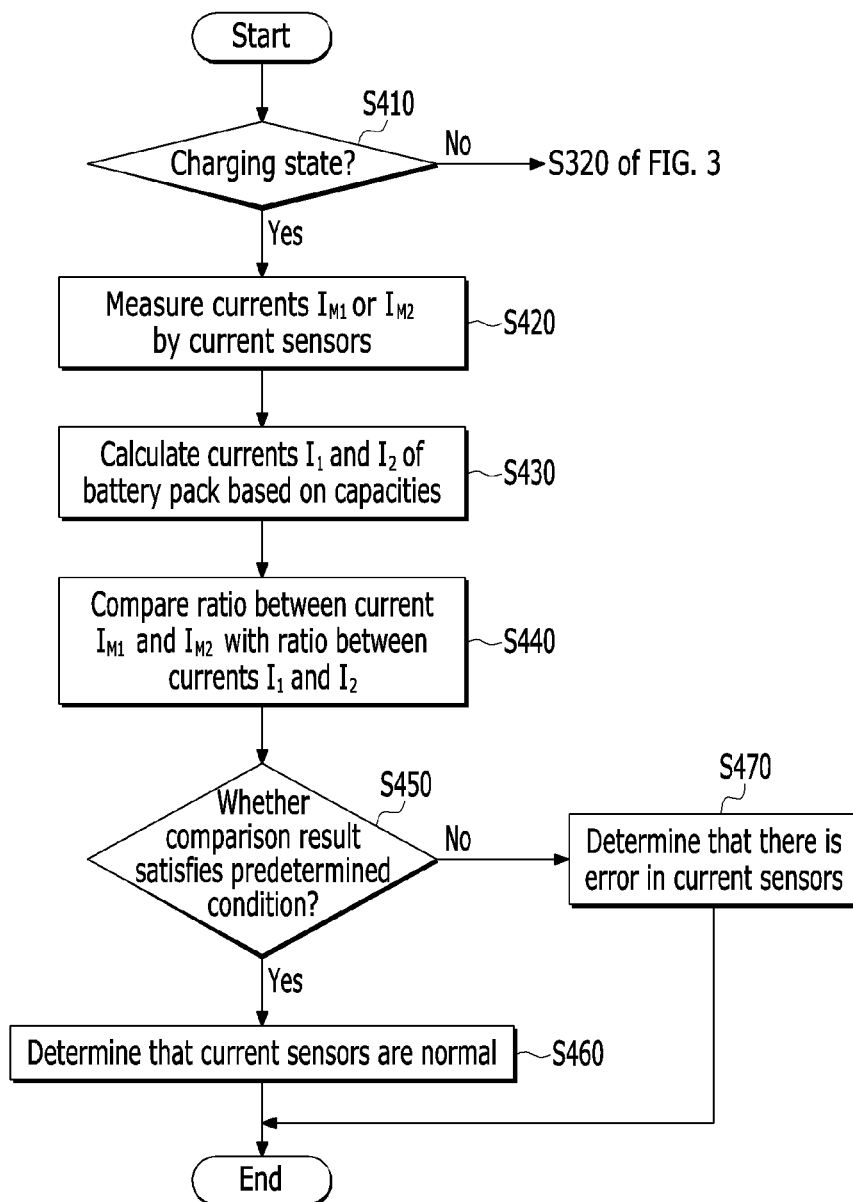 Start
S410
Charging state?
No
S320 of FIG. 3
Yes
Measure currents IM1 or IM2
by current sensors
S420
Calculate currents I1 and I2 of
battery pack based on capacities
S430
Compare ratio between current
IM1 and IM2 with ratio between
currents I1 and I2
S440
S450
Whether
comparison result
satisfies predetermined
condition?
No
S470
Determine that there is
error in current sensors
Yes
Determine that current sensors are normal
S460
End